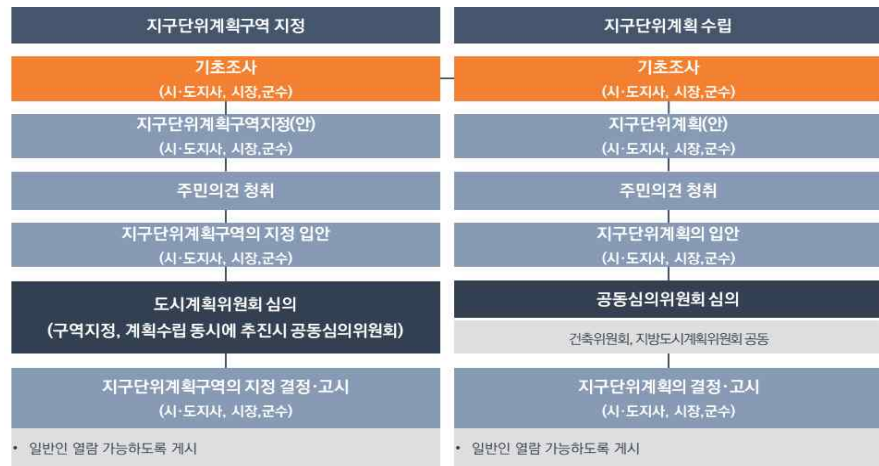 지구단위계획구역 지정
기초조사
(시·도지사, 시장,군수)
지구단위계획구역지정(안)
(시·도지사, 시장,군수)
주민의견 청취
지구단위계획구역의 지정 입안
(시·도지사, 시장,군수)
도시계획위원회 심의
(구역지정, 계획수립 동시에 추진시 공동심의위원회)
지구단위계획구역의 지정 결정·고시
(시·도지사, 시장,군수)
• 일반인 열람 가능하도록 게시
지구단위계획 수립
기초조사
(시·도지사, 시장,군수)
지구단위계획(안)
(시·도지사, 시장,군수)
주민의견 청취
지구단위계획의 입안
(시·도지사, 시장,군수)
공동심의위원회 심의
건축위원회, 지방도시계획위원회 공동
지구단위계획의 결정·고시
(시·도지사, 시장,군수)
• 일반인 열람 가능하도록 게시